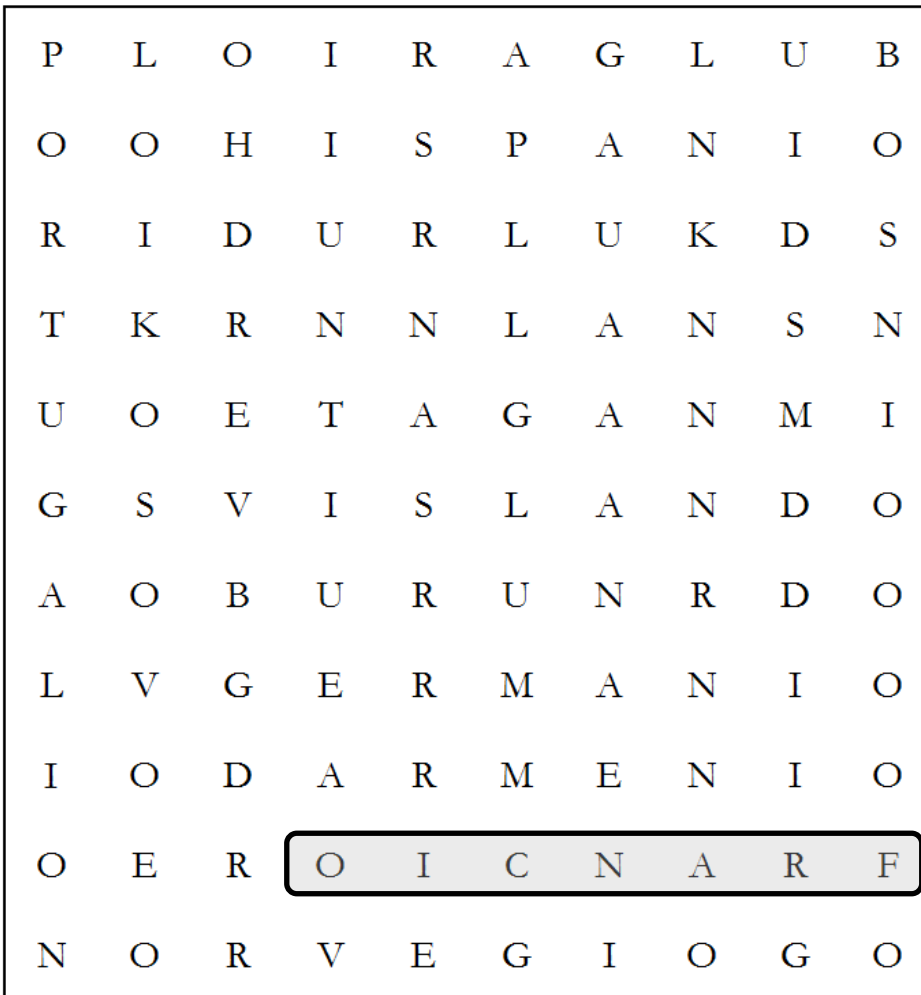 P L O I R A G L U B
O O H I S P A N I O
R I D U R L U K D S
T K R N N L A N S N
U O E T A G A N M I
G S V I S L A N D O
A O B U R U N R D O
L V G E R M A N I O
I O D A R M E N I O
O E R O I C N A R F
N O R V E G I O G O